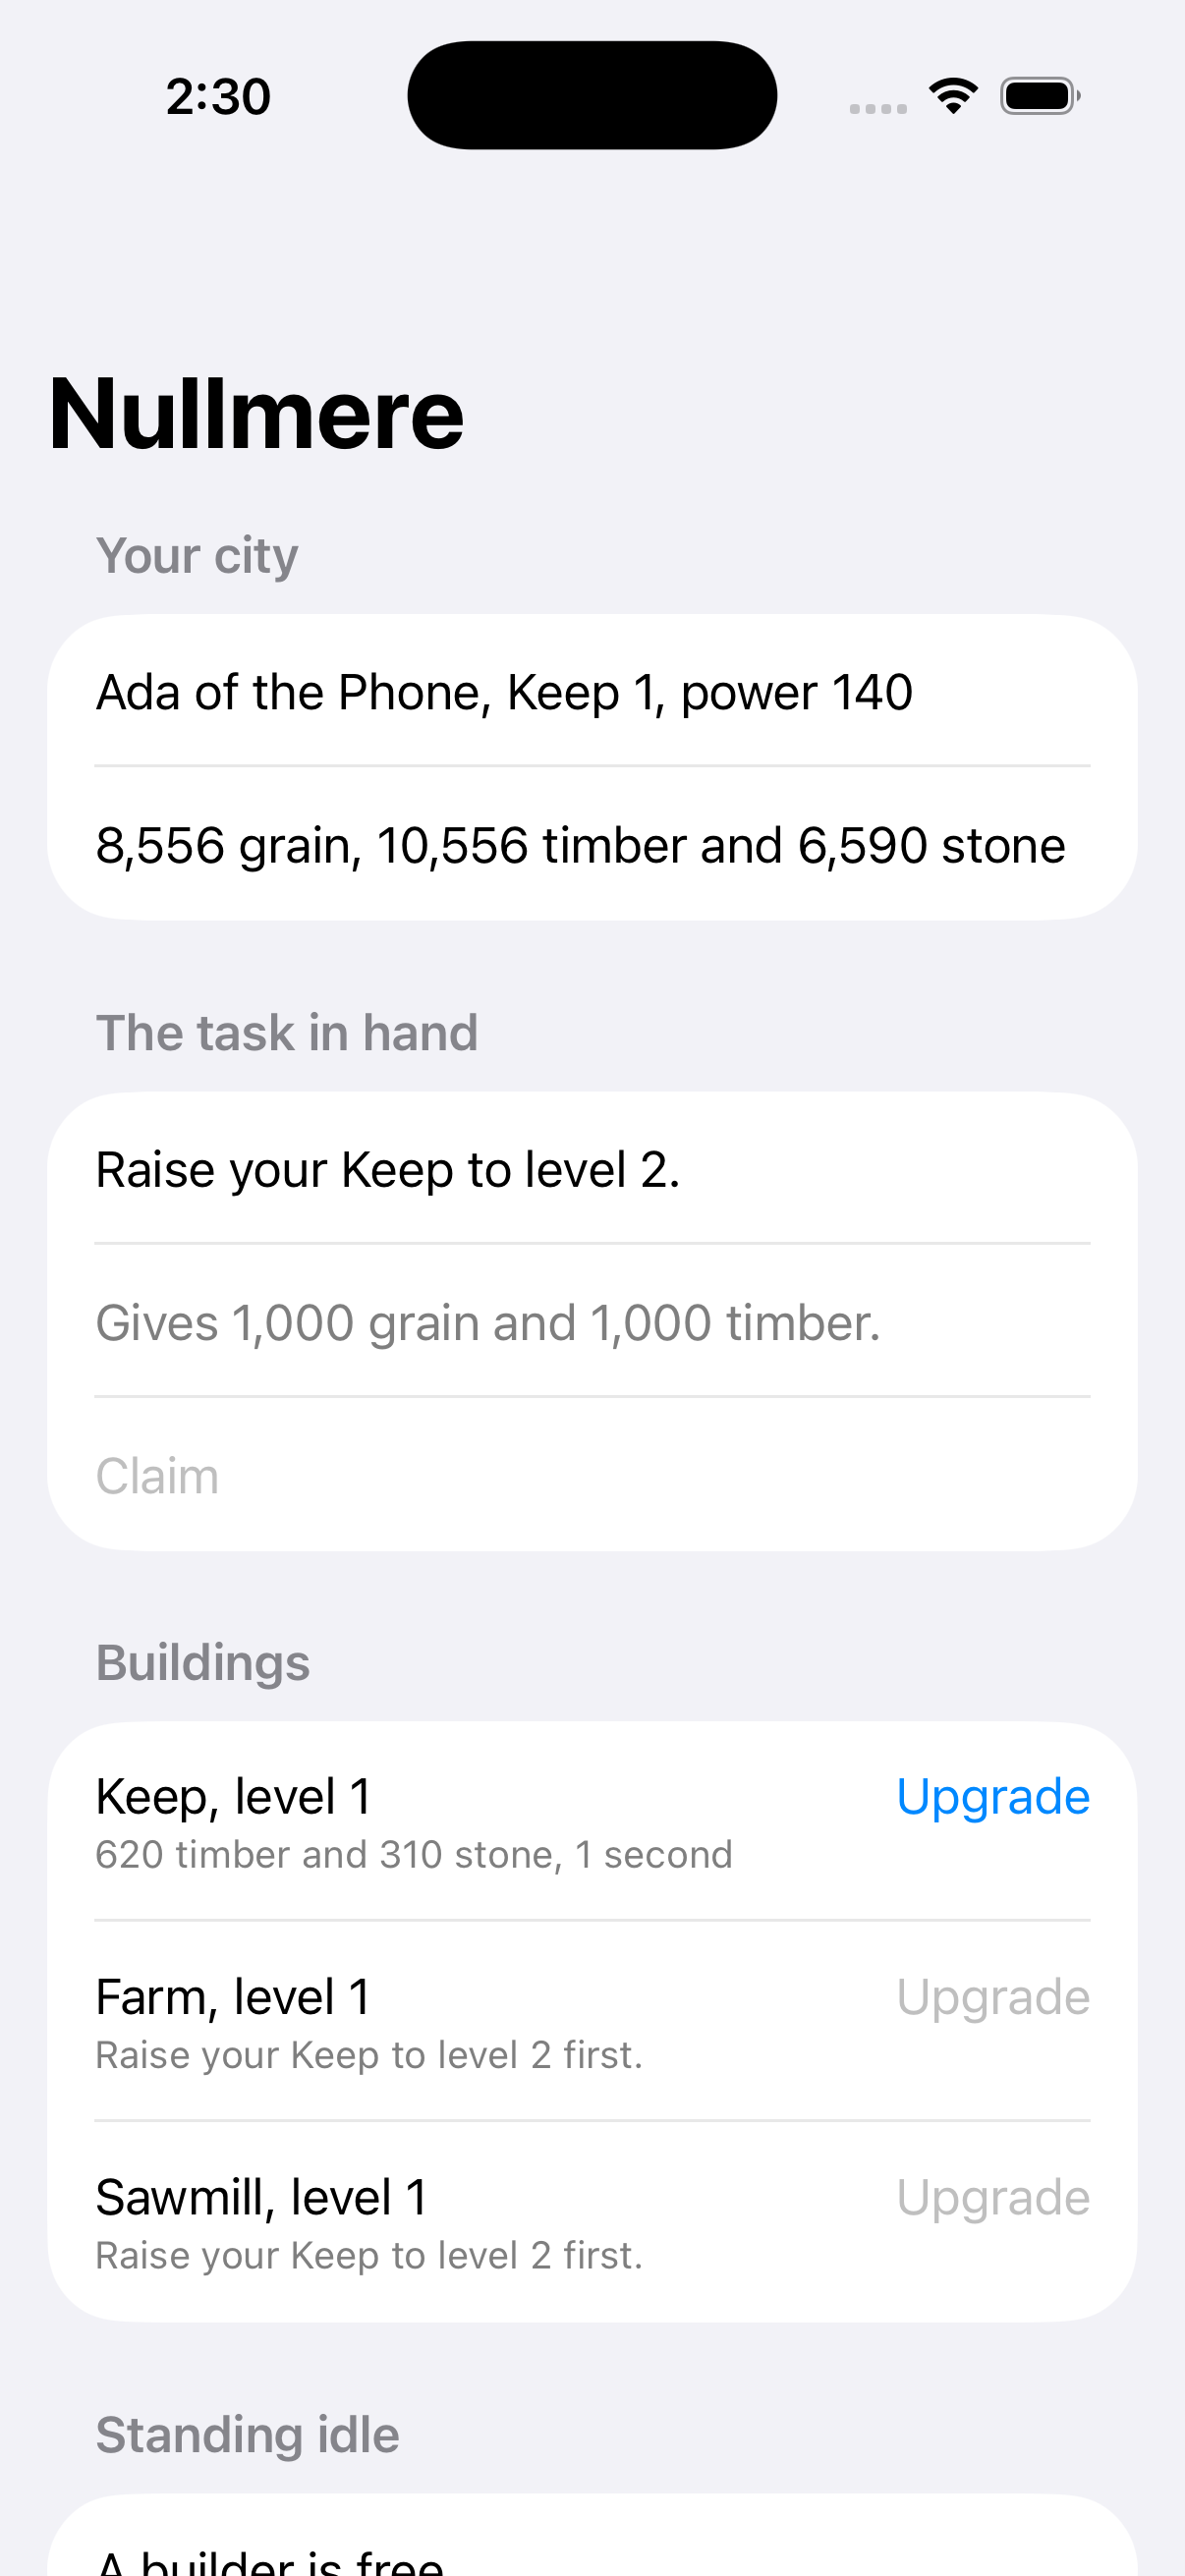 2:30
Nullmere
Your city
Ada of the Phone, Keep 1, power 140
8,556 grain, 10,556 timber and 6,590 stone
The task in hand
Raise your Keep to level 2.
Gives 1,000 grain and 1,000 timber.
Claim
Buildings
Keep, level 1 Upgrade
620 timber and 310 stone, 1 second
Farm, level 1 Upgrade
Raise your Keep to level 2 first.
Sawmill, level 1 Upgrade
Raise your Keep to level 2 first.
Standing idle
A builder is free